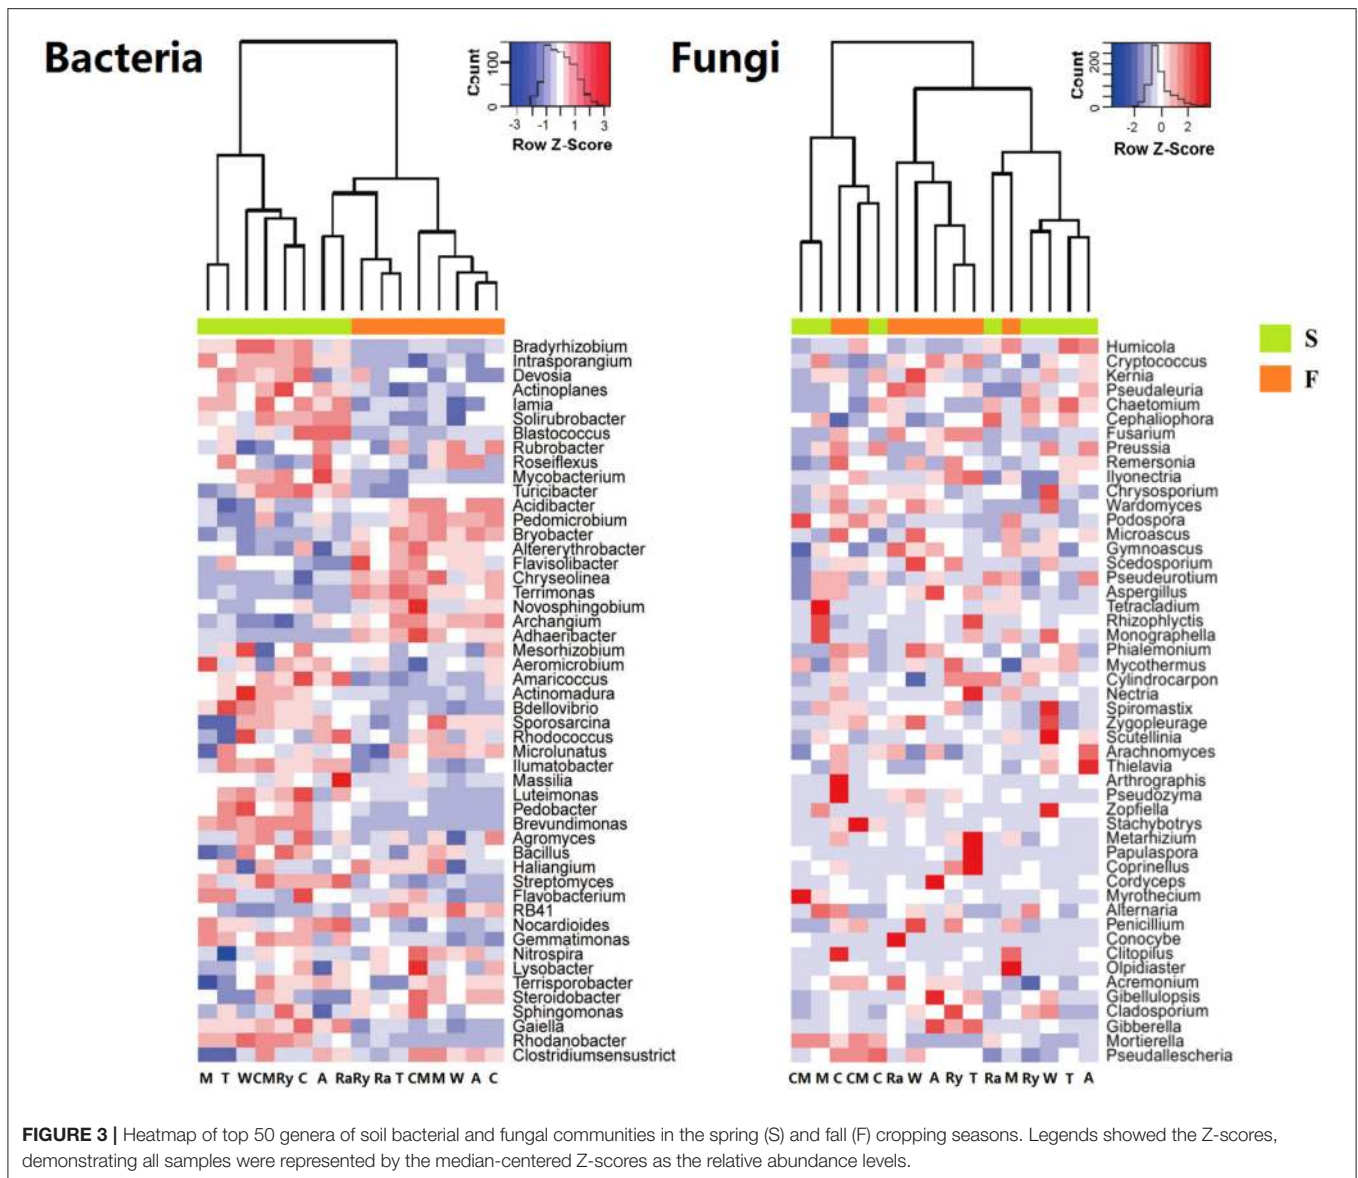 Bacteria
Count
0
100
-3 -1 1 3
Row Z-Score
Fungi
Count
0
200
-2 0 2
Row Z-Score
S
F
Bradyrhizobium
Intrasporangium
Devosia
Actinoplanes
Iamia
Solirubrobacter
Blastococcus
Rubrobacter
Roseiflexus
Mycobacterium
Turicibacter
Acidibacter
Pedomicrobium
Bryobacter
Altererythrobacter
Flavisolibacter
Chryseolinea
Terrimonas
Novosphingobium
Archangium
Adhaeribacter
Mesorhizobium
Aeromicrobium
Amaricoccus
Actinomadura
Bdellovibrio
Sporosarcina
Rhodococcus
Microlunatus
Ilumatobacter
Massilia
Luteimonas
Pedobacter
Brevundimonas
Agromyces
Bacillus
Haliangium
Streptomyces
Flavobacterium
RB41
Nocardioides
Gemmatimonas
Nitrospira
Lysobacter
Terrisporobacter
Steroidobacter
Sphingomonas
Gaiella
Rhodanobacter
Clostridiumsensustrict
M T W CM Ry C A Ra Ry Ra T CM M W A C
Humicola
Cryptococcus
Kernia
Pseudaleuria
Chaetomium
Cephaliophora
Fusarium
Preussia
Remersonia
Ilyonectria
Chrysosporium
Wardomyces
Podospora
Microascus
Gymnoascus
Scedosporium
Pseudeurotium
Aspergillus
Tetracladium
Rhizophlyctis
Monographella
Phialemonium
Mycothermus
Cylindrocarpon
Nectria
Spiromastix
Zygopleurage
Scutellinia
Arachnomyces
Thielavia
Arthrographis
Pseudozyma
Zopfiella
Stachybotrys
Metarhizium
Papulaspora
Coprinellus
Cordyceps
Myrothecium
Alternaria
Penicillium
Conocybe
Clitopilus
Olpidiaster
Acremonium
Gibellulopsis
Cladosporium
Gibberella
Mortierella
Pseudallescheria
CM M C CM C Ra W A Ry T Ra M Ry W T A
FIGURE 3 | Heatmap of top 50 genera of soil bacterial and fungal communities in the spring (S) and fall (F) cropping seasons. Legends showed the Z-scores,
demonstrating all samples were represented by the median-centered Z-scores as the relative abundance levels.